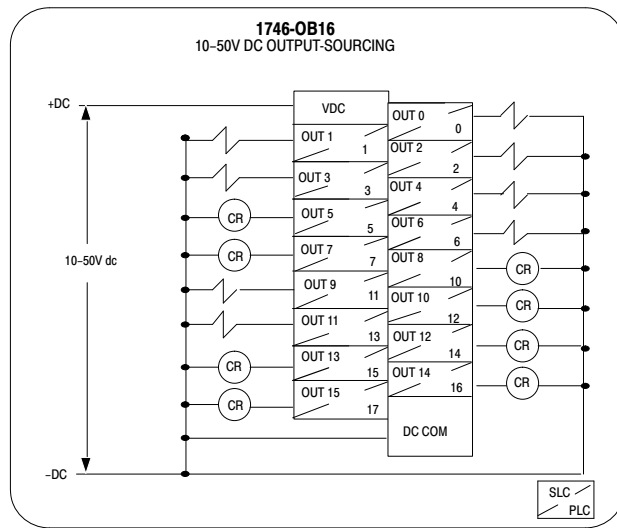 1746-OB16
10–50V DC OUTPUT-SOURCING
+DC
VDC
OUT 0
0
OUT 1
1
OUT 2
2
OUT 3
3
OUT 4
4
CR
OUT 5
5
OUT 6
6
CR
OUT 7
7
OUT 8
10
CR
10–50V dc
OUT 9
11
OUT 10
12
CR
OUT 11
13
OUT 12
14
CR
CR
OUT 13
15
OUT 14
16
CR
CR
OUT 15
17
DC COM
–DC
SLC
PLC